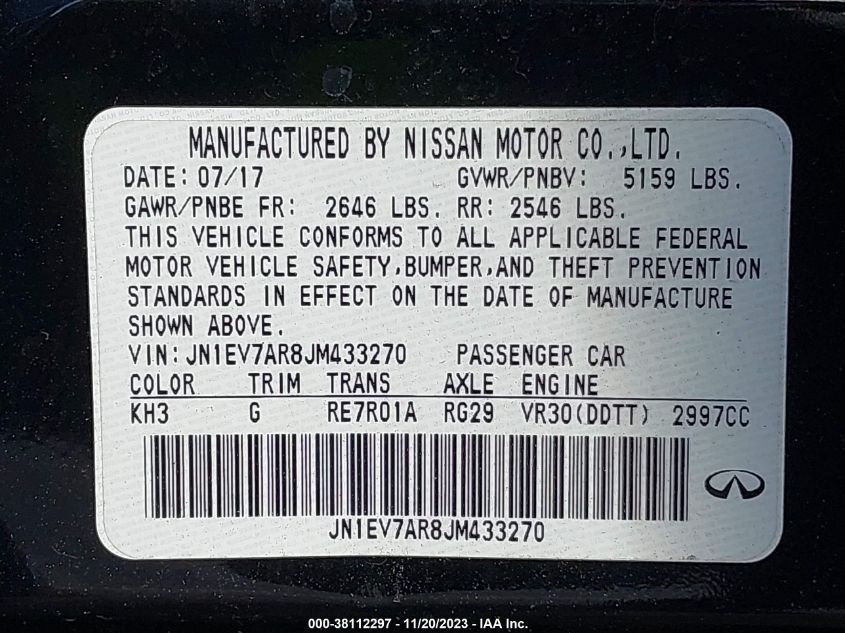 MANUFACTURED BY NISSAN MOTOR CO.,LTD.
DATE: 07/17 GVWR/PNBV: 5159 LBS.
GAWR/PNBE FR: 2646 LBS. RR: 2546 LBS.
THIS VEHICLE CONFORMS TO ALL APPLICABLE FEDERAL
MOTOR VEHICLE SAFETY,BUMPER,AND THEFT PREVENTION
STANDARDS IN EFFECT ON THE DATE OF MANUFACTURE
SHOWN ABOVE.
VIN:JN1EV7AR8JM433270 PASSENGER CAR
COLOR TRIM TRANS AXLE ENGINE
KH3 G RE7R01A RG29 VR30(DDTT) 2997CC
JN1EV7AR8JM433270
000-38112297 - 11/20/2023 - IAA Inc.